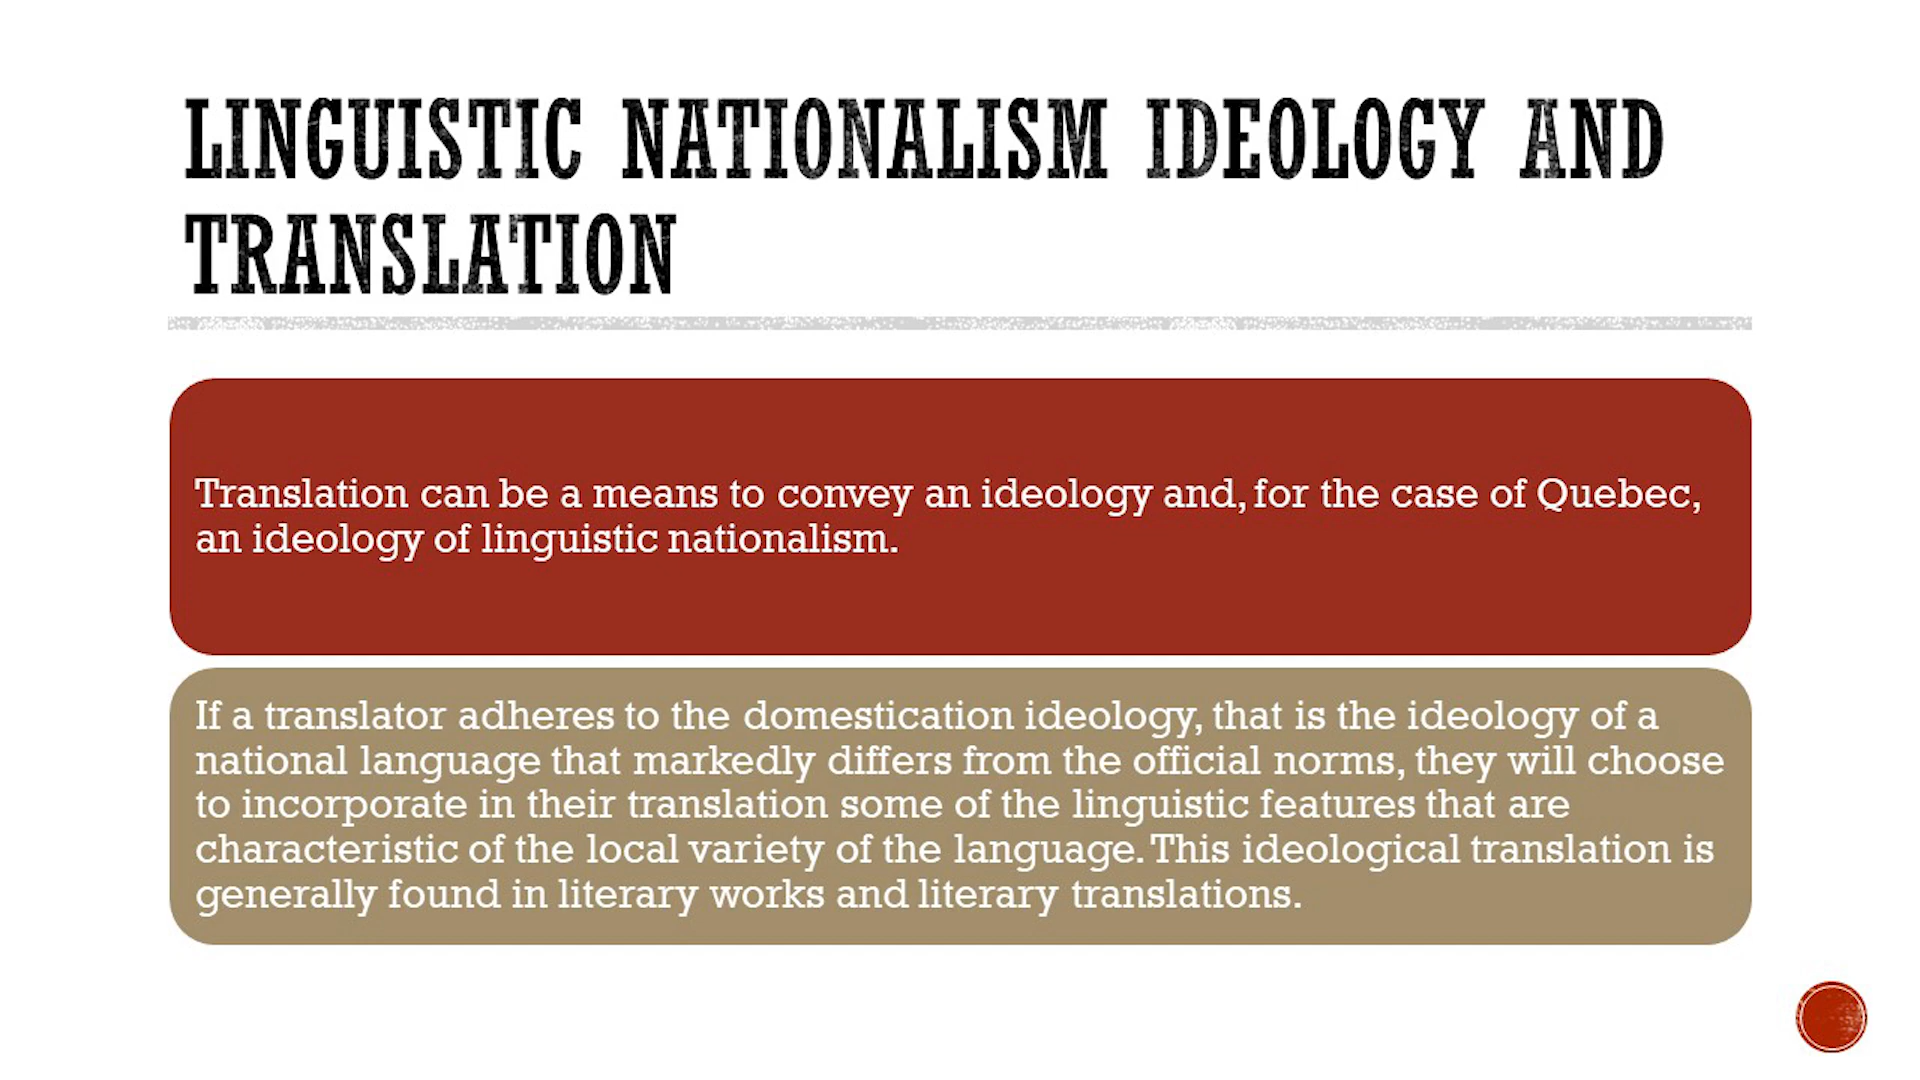 LINGUISTIC NATIONALISM IDEOLOGY AND
TRANSLATION
Translation can be a means to convey an ideology and, for the case of Quebec,
an ideology of linguistic nationalism.
If a translator adheres to the domestication ideology, that is the ideology of a
national language that markedly differs from the official norms, they will choose
to incorporate in their translation some of the linguistic features that are
characteristic of the local variety of the language. This ideological translation is
generally found in literary works and literary translations.